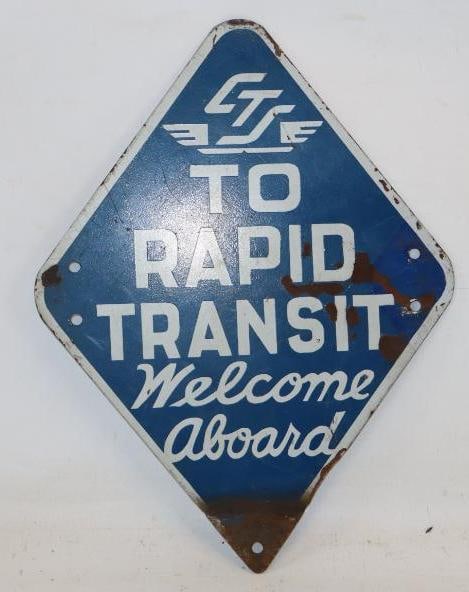 CTS
TO
RAPID
TRANSIT
Welcome
Aboard